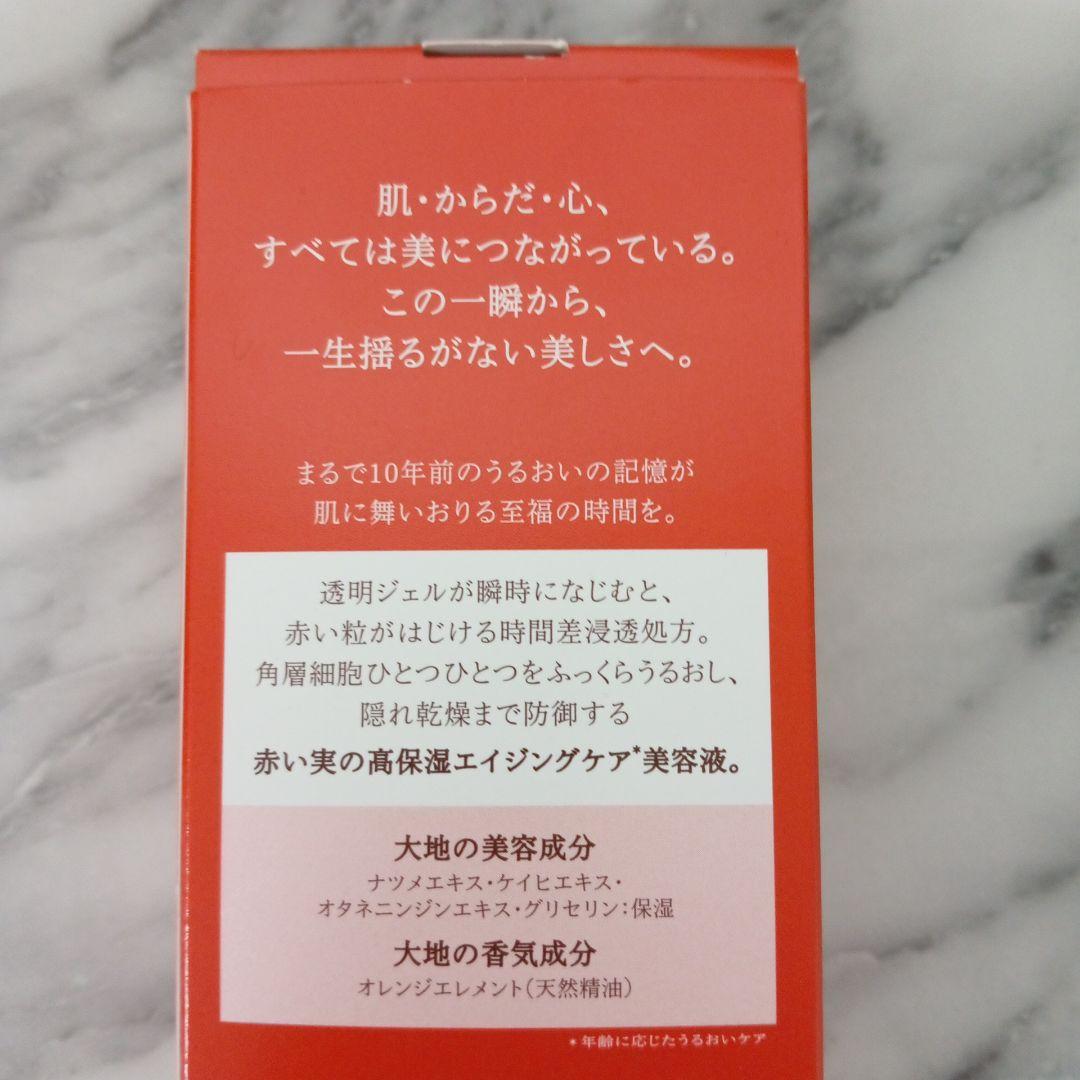 肌・からだ・心、
すべては美につながっている。
この一瞬から、
一生揺るがない美しさへ。
まるで10年前のうるおいの記憶が
肌に舞いおりる至福の時間を。
透明ジェルが瞬時になじむと、
赤い粒がはじける時間差浸透処方。
角層細胞ひとつひとつをふっくらうるおし、
隠れ乾燥まで防御する
赤い実の高保湿エイジングケア*美容液。
大地の美容成分
ナツメエキス・ケイヒエキス・
オタネニンジンエキス・グリセリン：保湿
大地の香気成分
オレンジエレメント（天然精油）
*年齢に応じたうるおいケア